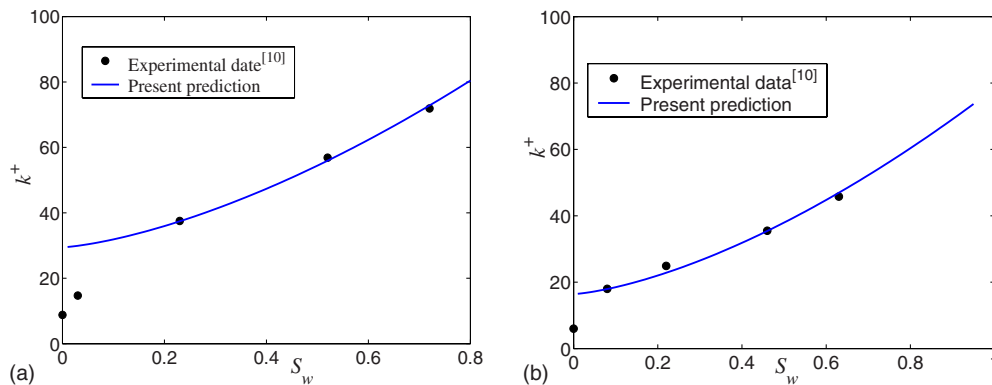 100
80
60
40
20
0
k+
Experimental date[10]
Present prediction
0 0.2 0.4 0.6 0.8
Sw
(a)
100
80
60
40
20
0
k+
Experimental data[10]
Present prediction
0 0.2 0.4 0.6 0.8
Sw
(b)